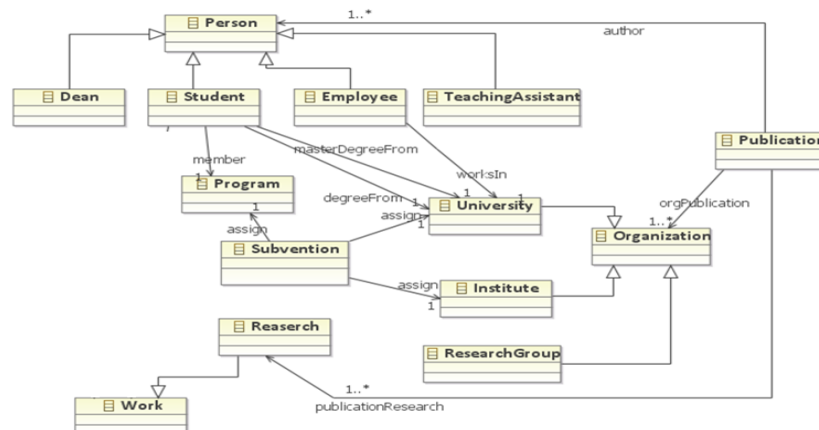 Person
1..*
author
Dean
Student
Employee
TeachingAssistant
Publication
member
masterDegreeFrom
worksIn
1
Program
1
1
degreeFrom
1
University
orgPublication
1
assign
assign
1
1..*
Organization
Subvention
assign
Institute
1
Reaserch
ResearchGroup
1..*
Work
publicationResearch